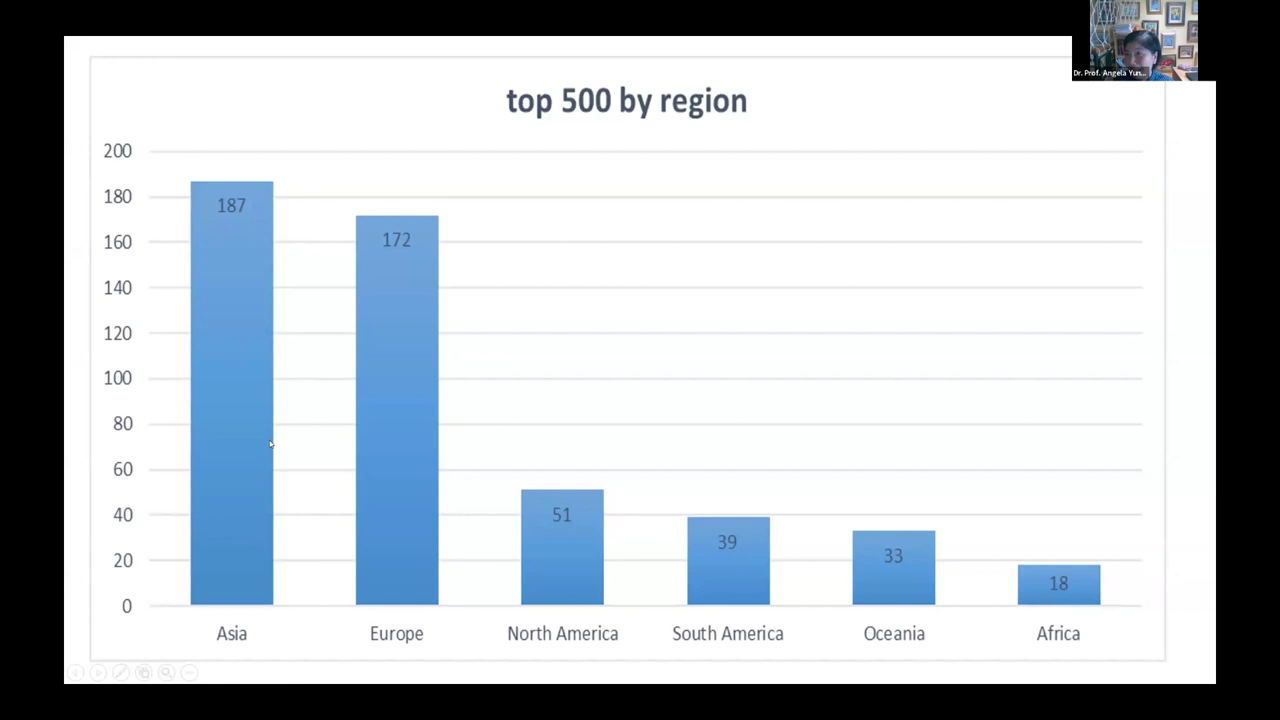 Dr. Prof. Angela Yun...
top 500 by region
200
180
160
140
120
100
80
60
40
20
0
187
172
51
39
33
18
Asia
Europe
North America
South America
Oceania
Africa